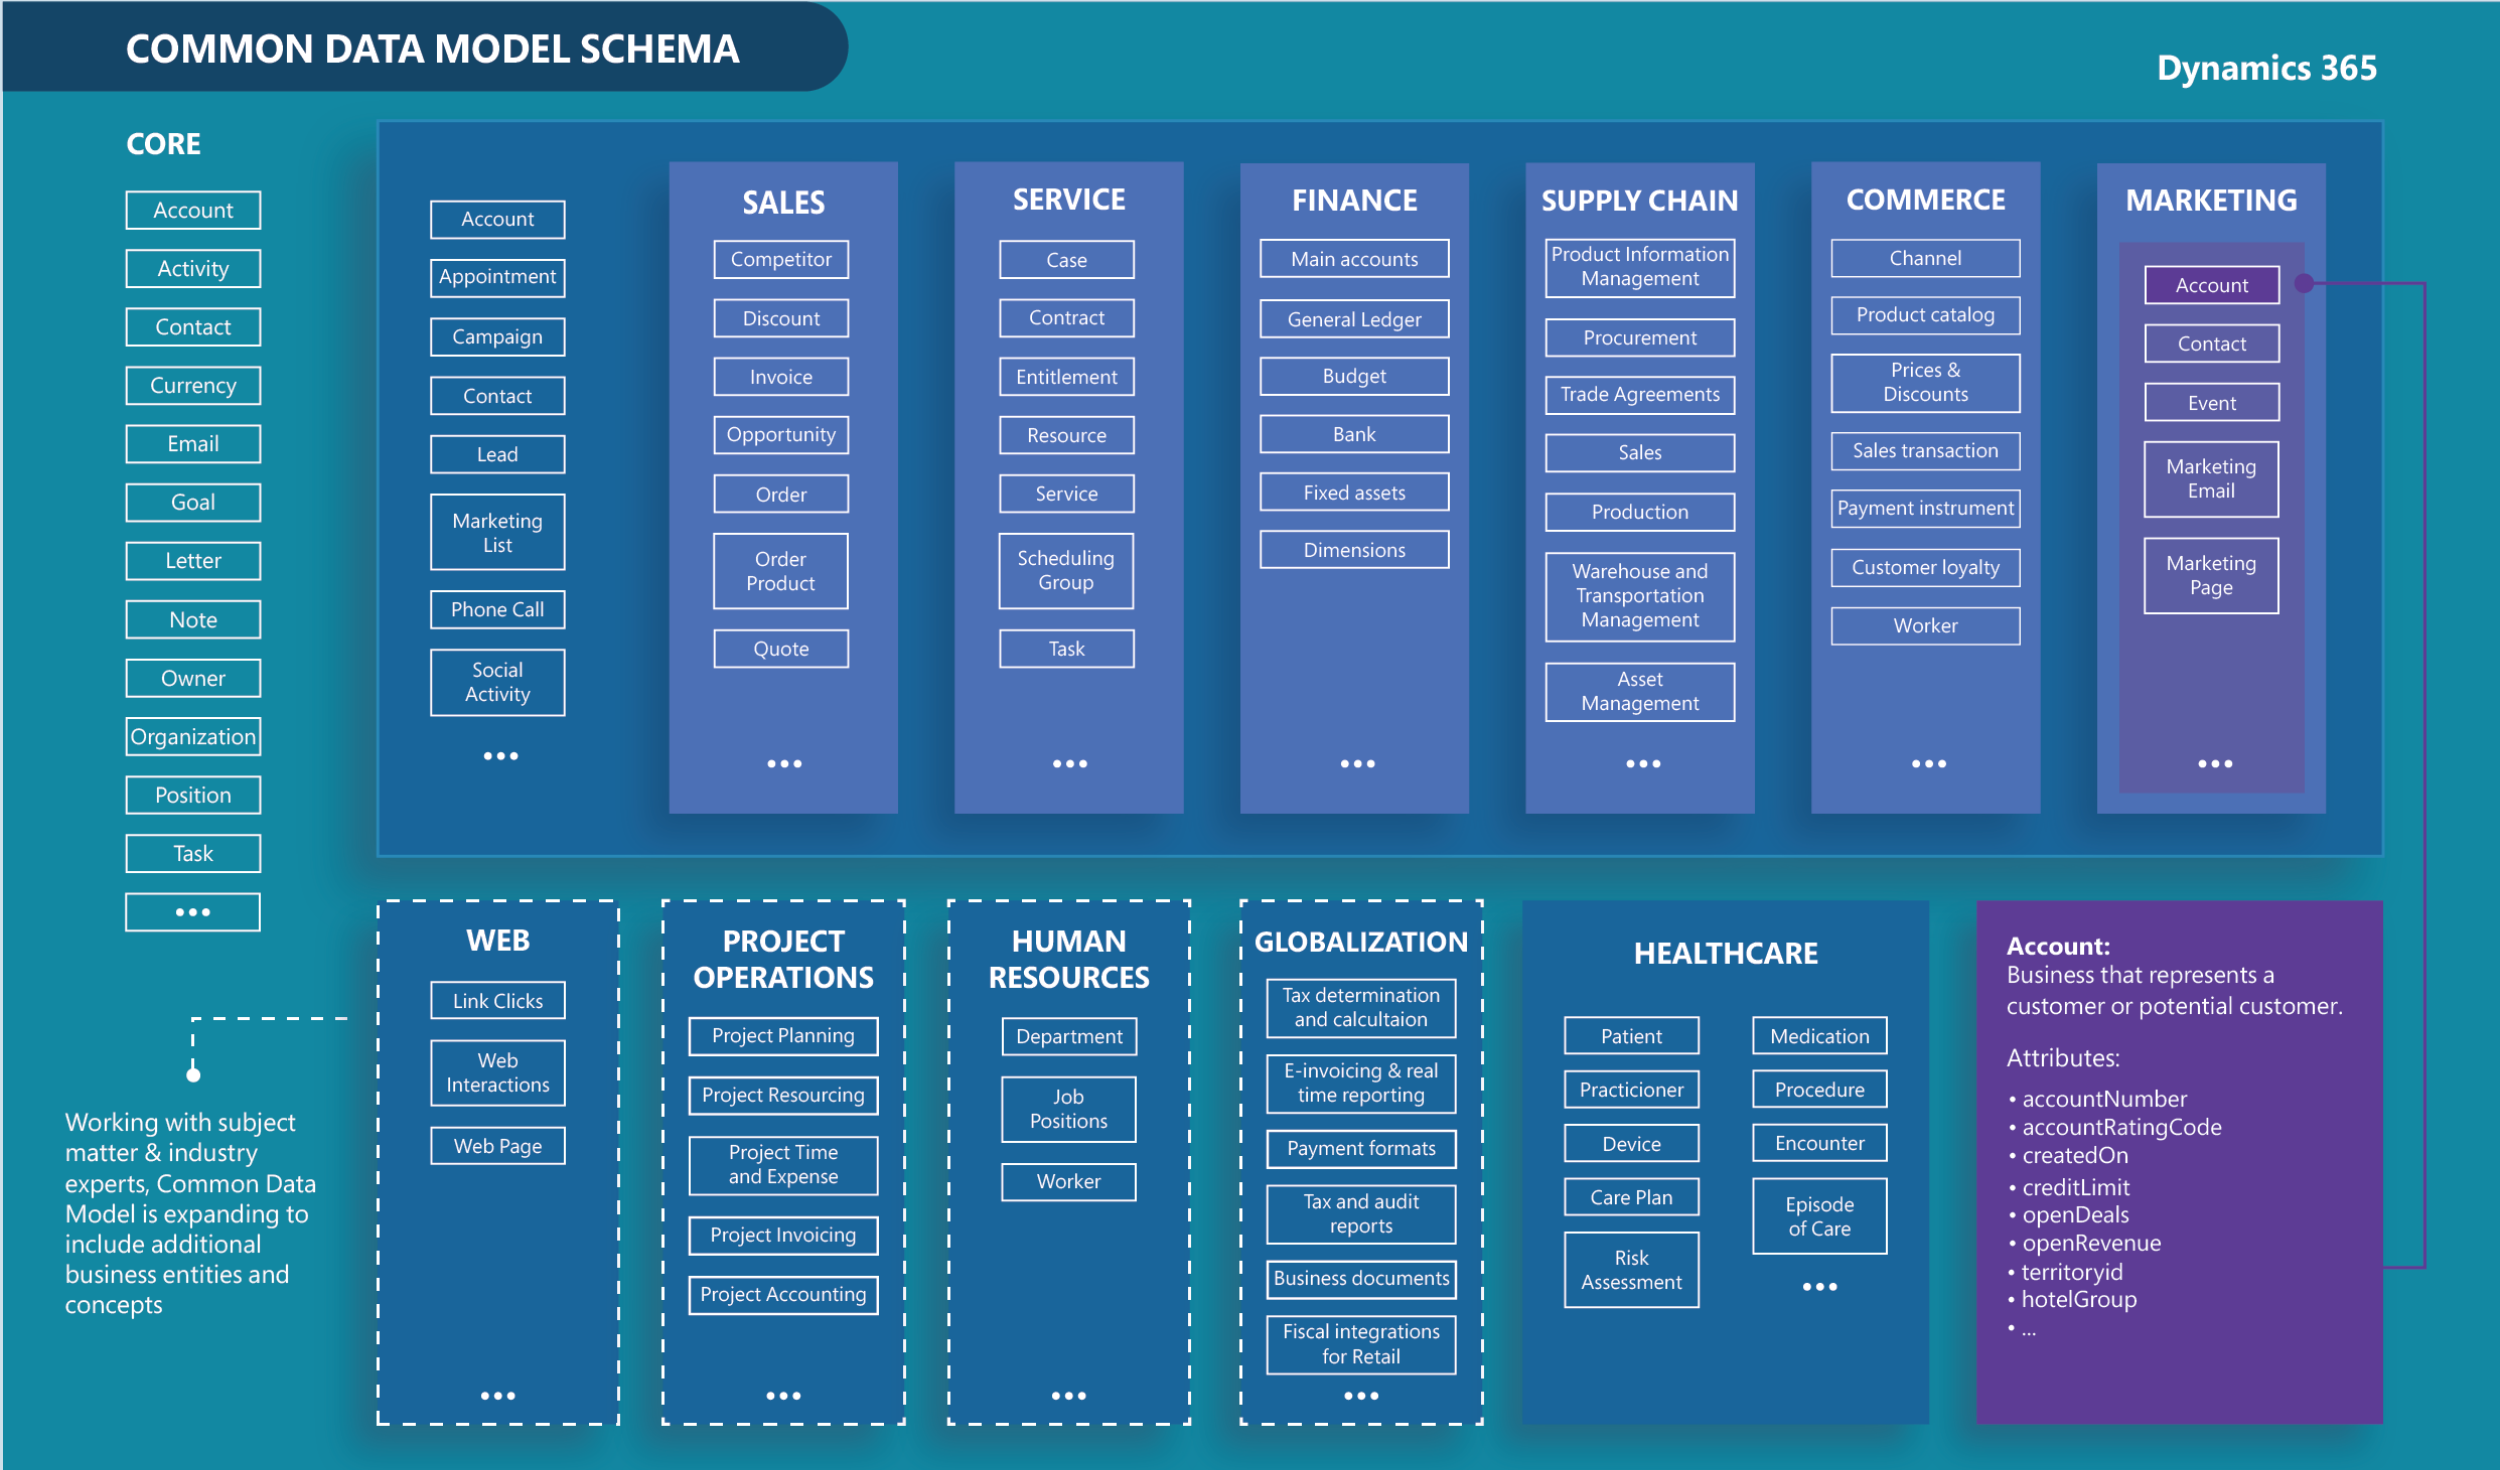 COMMON DATA MODEL SCHEMA
Dynamics 365
CORE
Account
Activity
Contact
Currency
Email
Goal
Letter
Note
Owner
Organization
Position
Task
...
Account
Appointment
Campaign
Contact
Lead
Marketing
List
Phone Call
Social
Activity
...
SALES
Competitor
Discount
Invoice
Opportunity
Order
Order
Product
Quote
...
SERVICE
Case
Contract
Entitlement
Resource
Service
Scheduling
Group
Task
...
FINANCE
Main accounts
General Ledger
Budget
Bank
Fixed assets
Dimensions
...
SUPPLY CHAIN
Product Information
Management
Procurement
Trade Agreements
Sales
Production
Warehouse and
Transportation
Management
Asset
Management
...
COMMERCE
Channel
Product catalog
Prices &
Discounts
Sales transaction
Payment instrument
Customer loyalty
Worker
...
MARKETING
Account
Contact
Event
Marketing
Email
Marketing
Page
...
Working with subject
matter & industry
experts, Common Data
Model is expanding to
include additional
business entities and
concepts
WEB
Link Clicks
Web
Interactions
Web Page
...
PROJECT
OPERATIONS
Project Planning
Project Resourcing
Project Time
and Expense
Project Invoicing
Project Accounting
...
HUMAN
RESOURCES
Department
Job
Positions
Worker
...
GLOBALIZATION
Tax determination
and calcultaion
E-invoicing & real
time reporting
Payment formats
Tax and audit
reports
Business documents
Fiscal integrations
for Retail
...
HEALTHCARE
Patient
Practicioner
Device
Care Plan
Risk
Assessment
Medication
Procedure
Encounter
Episode
of Care
...
Account:
Business that represents a
customer or potential customer.
Attributes:
• accountNumber
• accountRatingCode
• createdOn
• creditLimit
• openDeals
• openRevenue
• territoryid
• hotelGroup
• ...